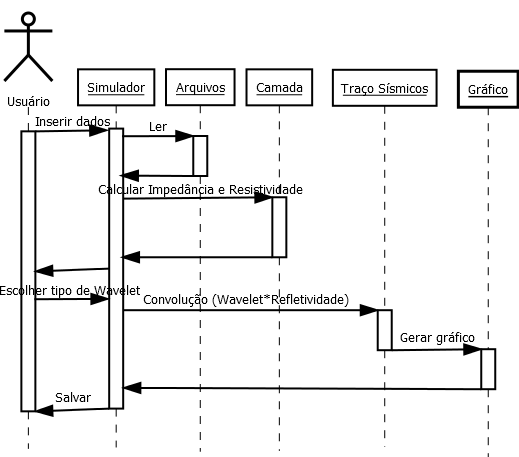 Usuário
Simulador
Arquivos
Camada
Traço Sísmicos
Gráfico
Inserir dados
Ler
Calcular Impedância e Resistividade
Escolher tipo de Wavelet
Convolução (Wavelet*Refletividade)
Gerar gráfico
Salvar